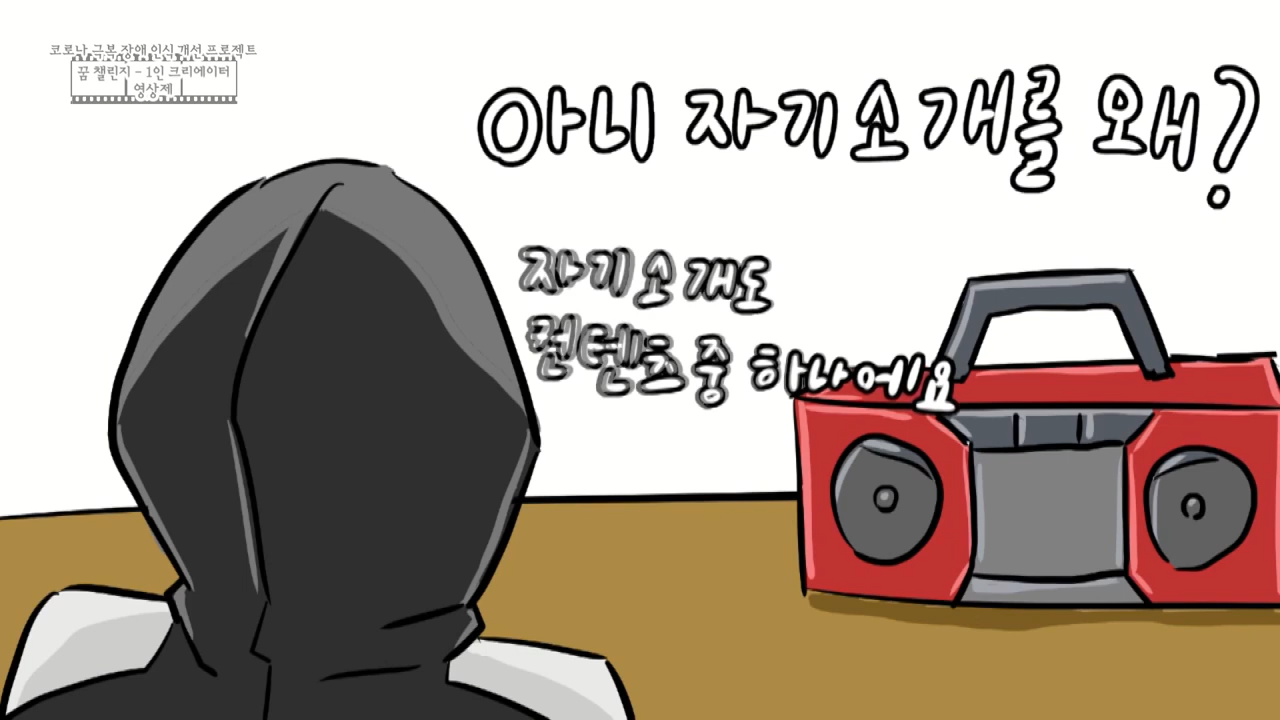 코로나 극복 장애 인식 개선 프로젝트
꿈 챌린지 - 1인 크리에이터
영상제
아니 자기소개를 왜?
자기소개도
컨텐츠 중 하나에요